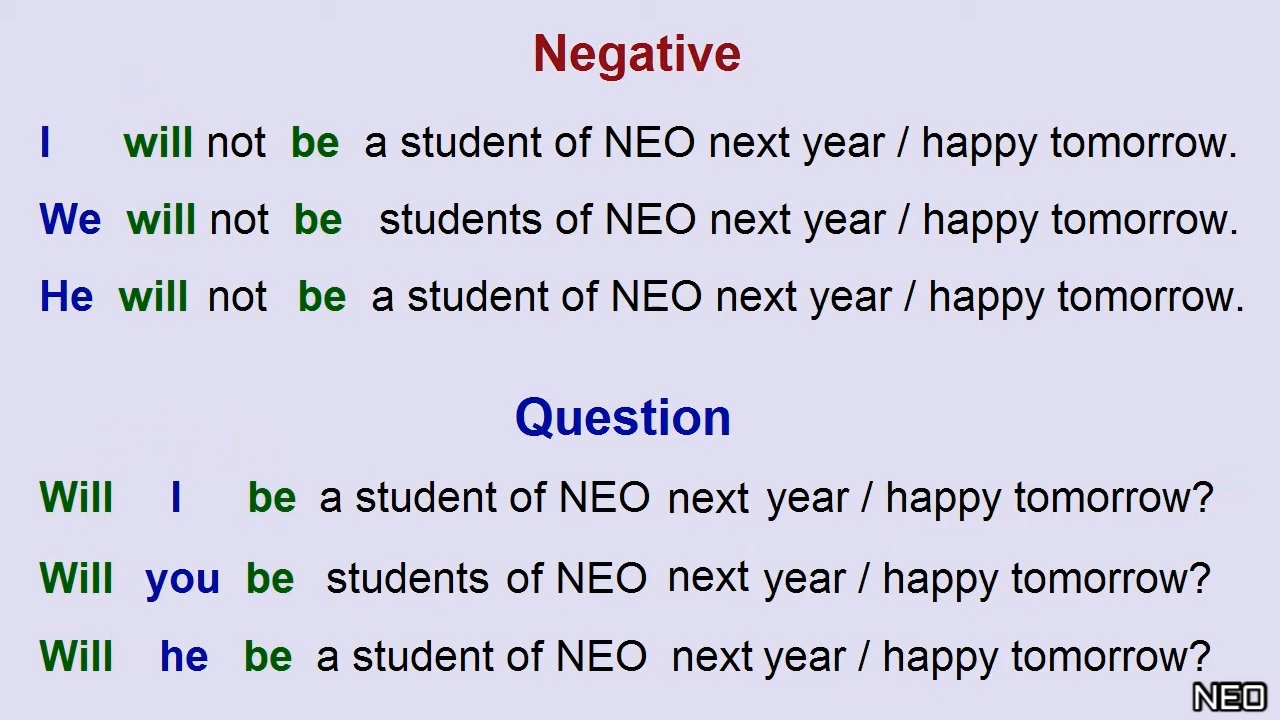 Negative
I will not be a student of NEO next year / happy tomorrow.
We will not be students of NEO next year / happy tomorrow.
He will not be a student of NEO next year / happy tomorrow.
Question
Will I be a student of NEO next year / happy tomorrow?
Will you be students of NEO next year / happy tomorrow?
Will he be a student of NEO next year / happy tomorrow?
NEO